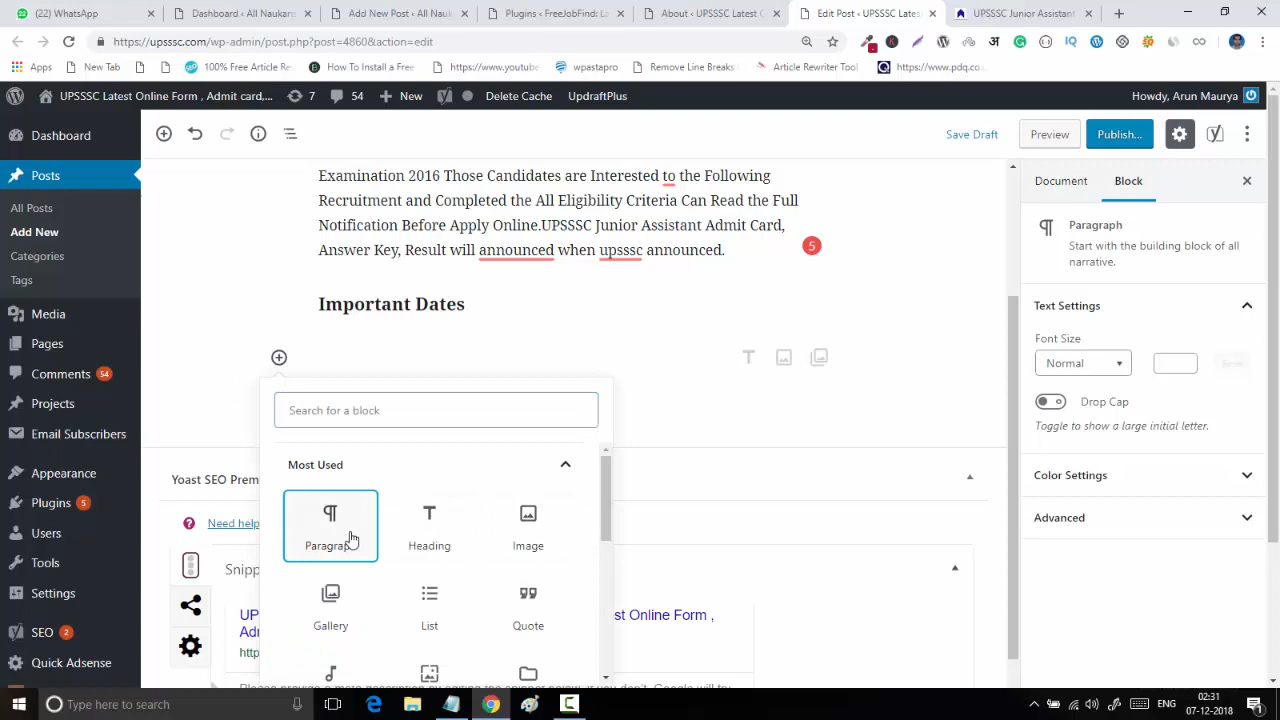 (22) WhatsApp
Dashboard ‹ All Naukari
Add New Post ‹ All Nauk
Plugins ‹ FreeJobFind: La
About ‹ UPSSSC Latest O
Edit Post ‹ UPSSSC Lates
UPSSSC Junior Assistant
https://upsssc.com/wp-admin/post.php?post=4860&action=edit
Apps
New Tab
100% Free Article Re
How To Install a Free
https://www.youtube
wpastapro
Remove Line Breaks
Article Rewriter Tool
https://www.pdq.co
UPSSSC Latest Online Form , Admit card,...
7
54
New
Delete Cache
UpdraftPlus
Howdy, Arun Maurya
Dashboard
Posts
All Posts
Add New
Categories
Tags
Media
Pages
Comments 54
Projects
Email Subscribers
Appearance
Plugins 5
Users
Tools
Settings
SEO 2
Quick Adsense
Save Draft
Preview
Publish...
Examination 2016 Those Candidates are Interested to the Following
Recruitment and Completed the All Eligibility Criteria Can Read the Full
Notification Before Apply Online.UPSSSC Junior Assistant Admit Card,
Answer Key, Result will announced when upsssc announced.
5
Important Dates
Search for a block
Most Used
Paragraph
Heading
Image
Gallery
List
Quote
Yoast SEO Prem
Need help
Snipp
UP
st Online Form ,
Adr
http
Document
Block
Paragraph
Start with the building block of all
narrative.
Text Settings
Font Size
Normal
Drop Cap
Toggle to show a large initial letter.
Color Settings
Advanced
Type here to search
ENG
02:31
07-12-2018
1